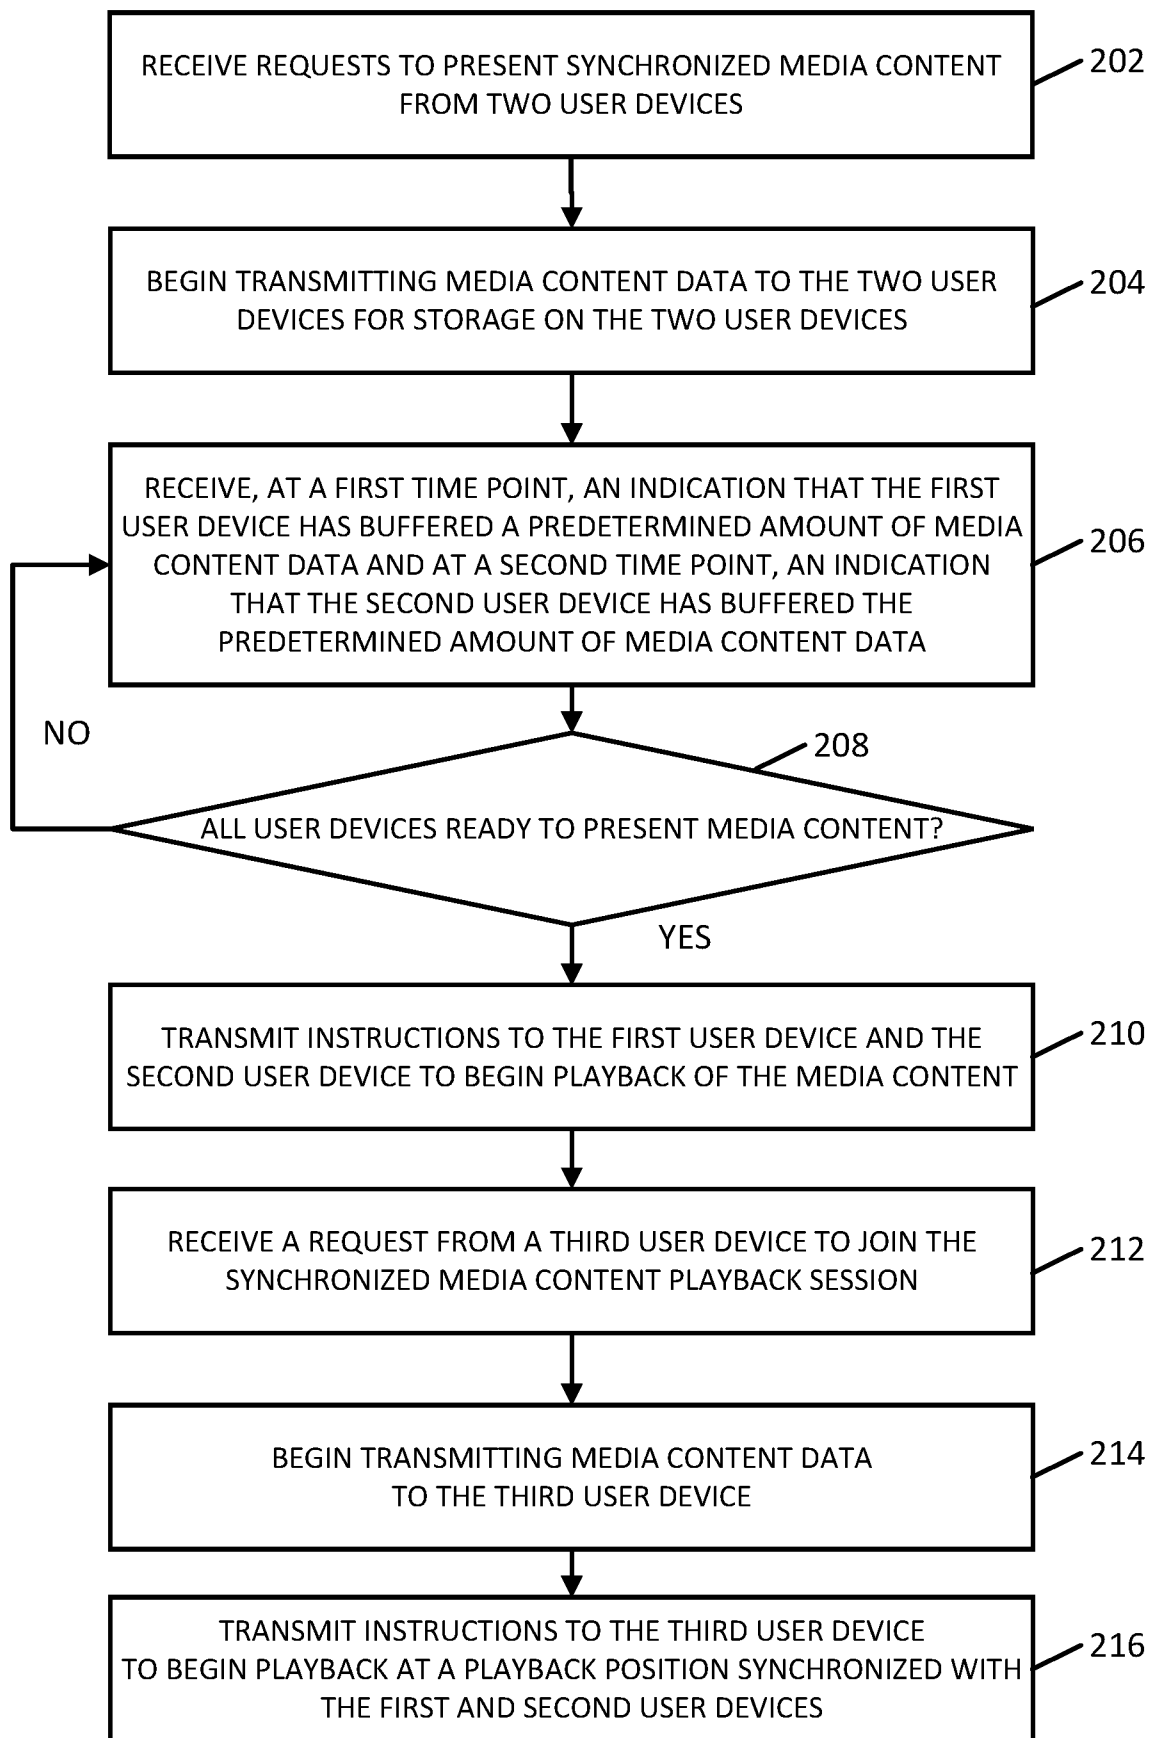 RECEIVE REQUESTS TO PRESENT SYNCHRONIZED MEDIA CONTENT
FROM TWO USER DEVICES
202
BEGIN TRANSMITTING MEDIA CONTENT DATA TO THE TWO USER
DEVICES FOR STORAGE ON THE TWO USER DEVICES
204
RECEIVE, AT A FIRST TIME POINT, AN INDICATION THAT THE FIRST
USER DEVICE HAS BUFFERED A PREDETERMINED AMOUNT OF MEDIA
CONTENT DATA AND AT A SECOND TIME POINT, AN INDICATION
THAT THE SECOND USER DEVICE HAS BUFFERED THE
PREDETERMINED AMOUNT OF MEDIA CONTENT DATA
206
NO
208
ALL USER DEVICES READY TO PRESENT MEDIA CONTENT?
YES
TRANSMIT INSTRUCTIONS TO THE FIRST USER DEVICE AND THE
SECOND USER DEVICE TO BEGIN PLAYBACK OF THE MEDIA CONTENT
210
RECEIVE A REQUEST FROM A THIRD USER DEVICE TO JOIN THE
SYNCHRONIZED MEDIA CONTENT PLAYBACK SESSION
212
BEGIN TRANSMITTING MEDIA CONTENT DATA
TO THE THIRD USER DEVICE
214
TRANSMIT INSTRUCTIONS TO THE THIRD USER DEVICE
TO BEGIN PLAYBACK AT A PLAYBACK POSITION SYNCHRONIZED WITH
THE FIRST AND SECOND USER DEVICES
216